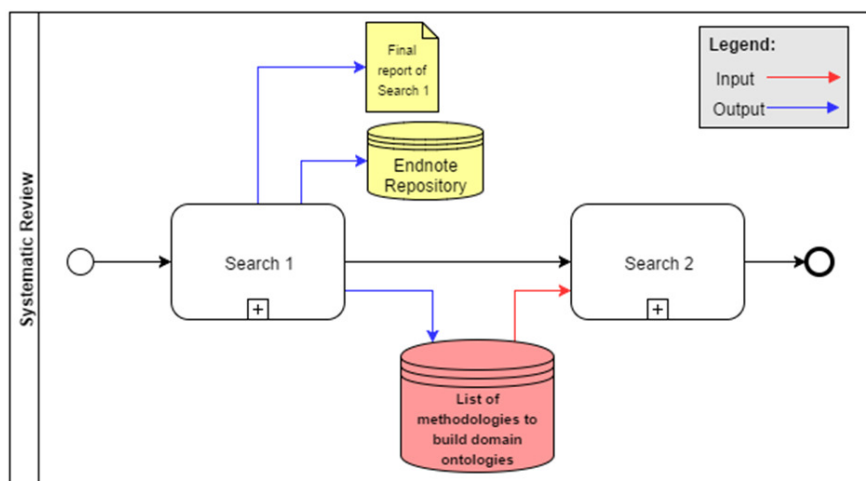 Systematic Review
Final
report of
Search 1
Endnote
Repository
Legend:
Input
Output
Search 1
Search 2
List of
methodologies to
build domain
ontologies